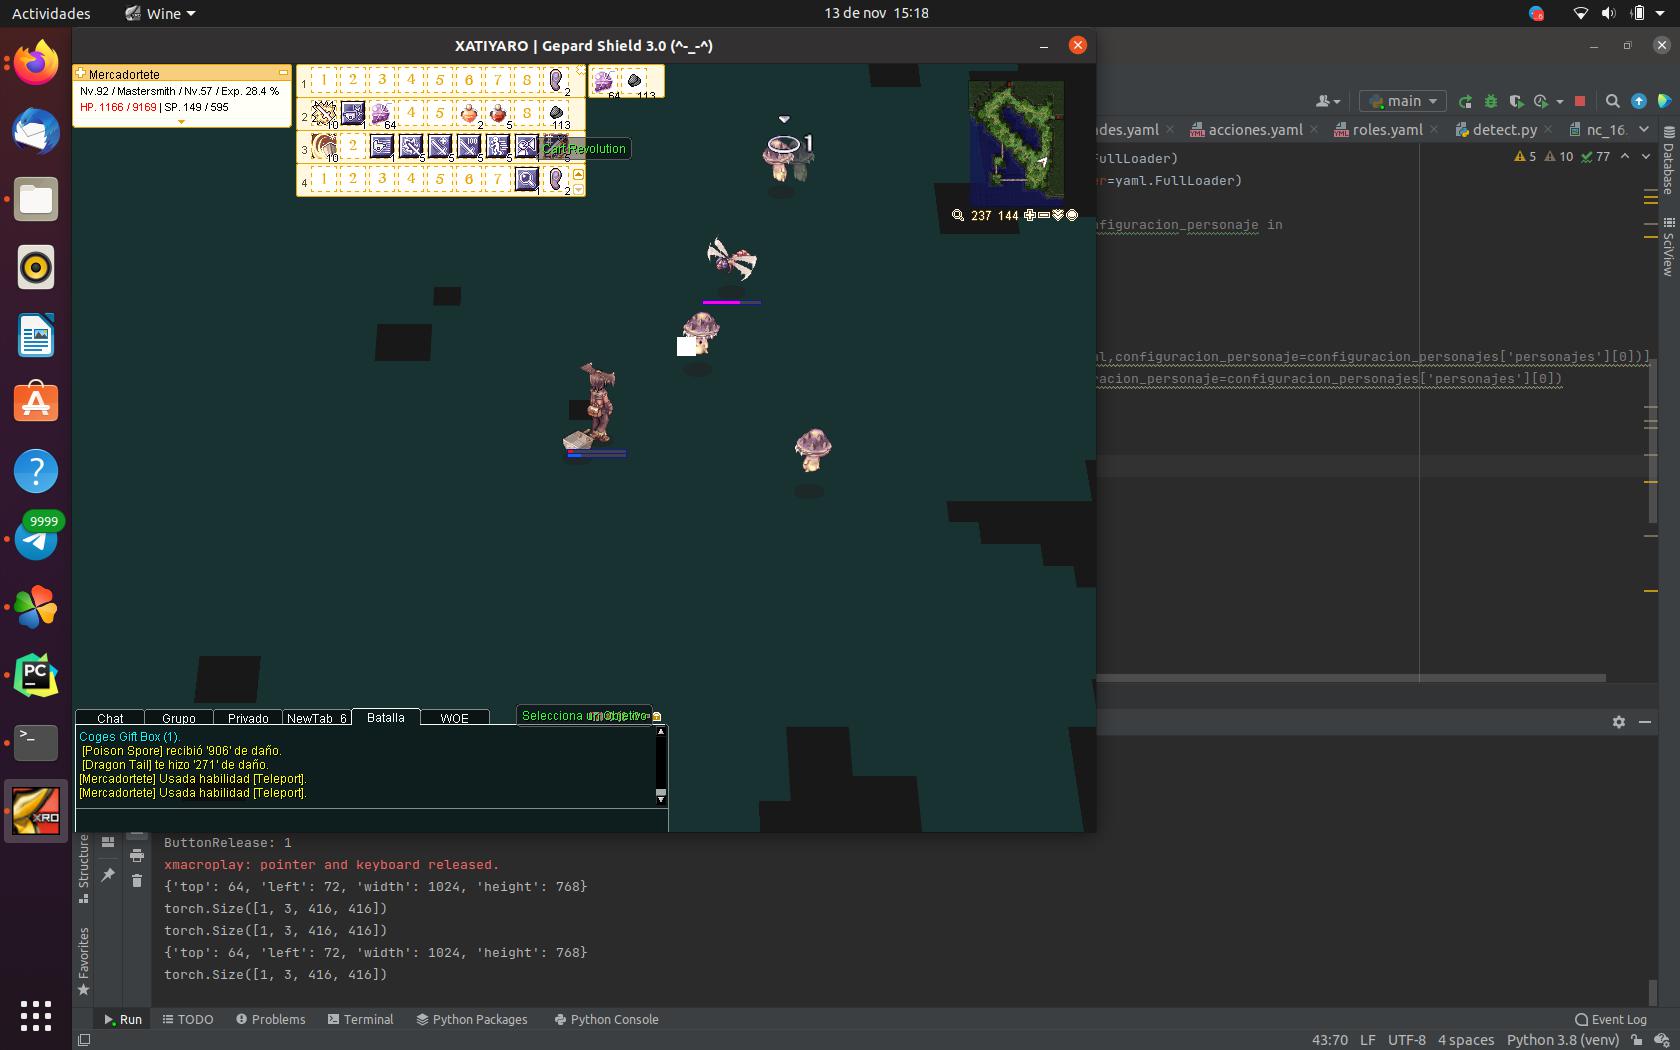 Actividades
Wine
13 de nov 15:18
XATIYARO | Gepard Shield 3.0 (^-_-^)
Mercadortete
Nv.92 / Mastersmith / Nv.57 / Exp. 28.4 %
HP. 1166 / 9169 | SP. 149 / 595
1 1 2 3 4 5 6 7 8 2
64 113
2 10 1 64 4 5 2 5 8 113
3 10 2 1 5 5 5 5 5
Cart Revolution
4 1 2 3 4 5 6 7 1 2
1
237 144
main
des.yaml
acciones.yaml
roles.yaml
detect.py
nc_16.
5 10 77
FullLoader)
r=yaml.FullLoader)
nfiguracion_personaje in
l,configuracion_personaje=configuracion_personajes['personajes'][0])]
racion_personaje=configuracion_personajes['personajes'][0])
Database
SciView
9999
PC
XRO
Chat
Grupo
Privado
NewTab_6
Batalla
WOE
Selecciona un Objetivo
Coges Gift Box (1).
[Poison Spore] recibió '906' de daño.
[Dragon Tail] te hizo '271' de daño.
[Mercadortete] Usada habilidad [Teleport].
[Mercadortete] Usada habilidad [Teleport].
Structure
Favorites
ButtonRelease: 1
xmacroplay: pointer and keyboard released.
{'top': 64, 'left': 72, 'width': 1024, 'height': 768}
torch.Size([1, 3, 416, 416])
torch.Size([1, 3, 416, 416])
{'top': 64, 'left': 72, 'width': 1024, 'height': 768}
torch.Size([1, 3, 416, 416])
Run
TODO
Problems
Terminal
Python Packages
Python Console
Event Log
43:70 LF UTF-8 4 spaces Python 3.8 (venv)